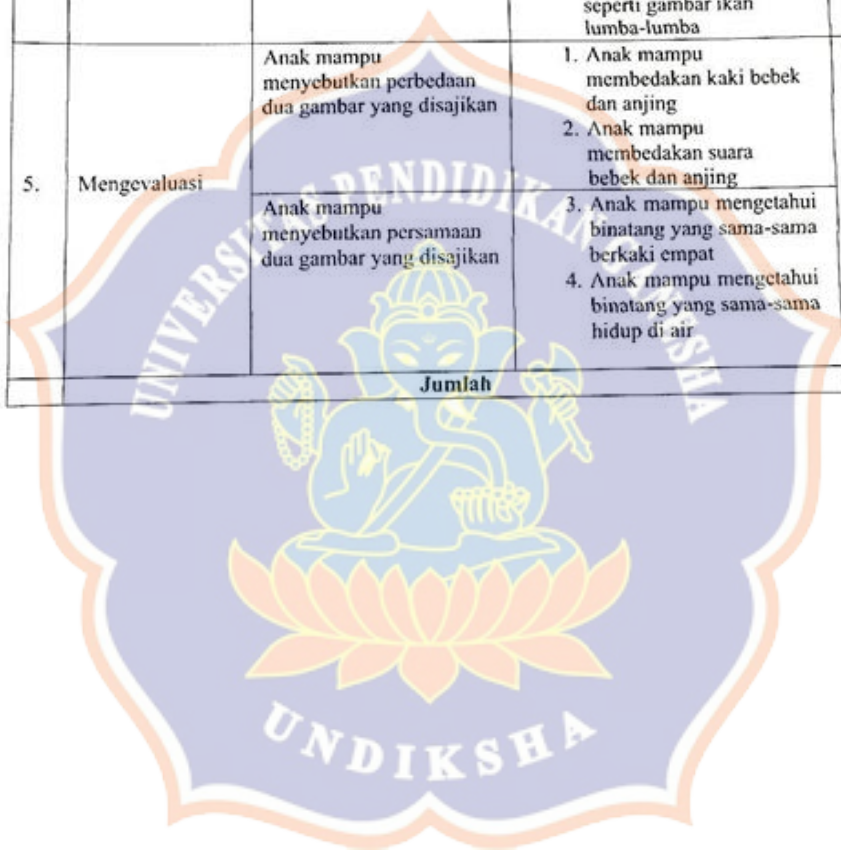 seperti gambar ikan
lumba-lumba
5.
Mengevaluasi
Anak mampu
menyebutkan perbedaan
dua gambar yang disajikan
1. Anak mampu
membedakan kaki bebek
dan anjing
2. Anak mampu
membedakan suara
bebek dan anjing
Anak mampu
menyebutkan persamaan
dua gambar yang disajikan
3. Anak mampu mengetahui
binatang yang sama-sama
berkaki empat
4. Anak mampu mengetahui
binatang yang sama-sama
hidup di air
Jumlah
UNIVERSITAS PENDIDIKAN GANESHA
UNDIKSHA